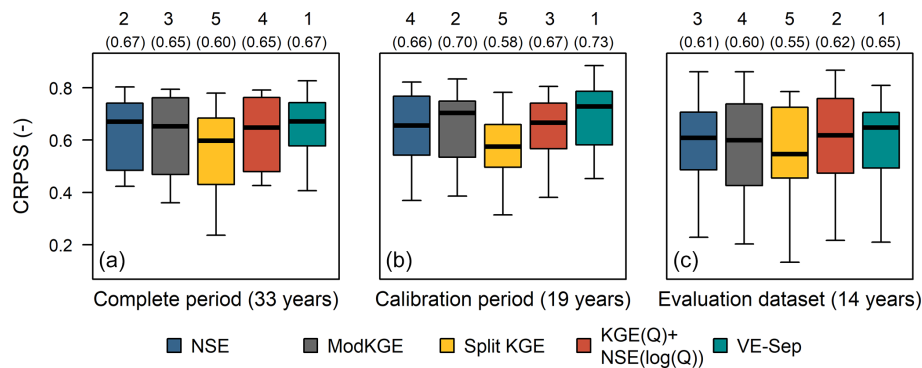 2 3 5 4 1
(0.67) (0.65) (0.60) (0.65) (0.67)
4 2 5 3 1
(0.66) (0.70) (0.58) (0.67) (0.73)
3 4 5 2 1
(0.61) (0.60) (0.55) (0.62) (0.65)
CRPSS (-)
0.8
0.6
0.4
0.2
(a)
(b)
(c)
Complete period (33 years)
Calibration period (19 years)
Evaluation dataset (14 years)
NSE
ModKGE
Split KGE
KGE(Q)+
NSE(log(Q))
VE-Sep